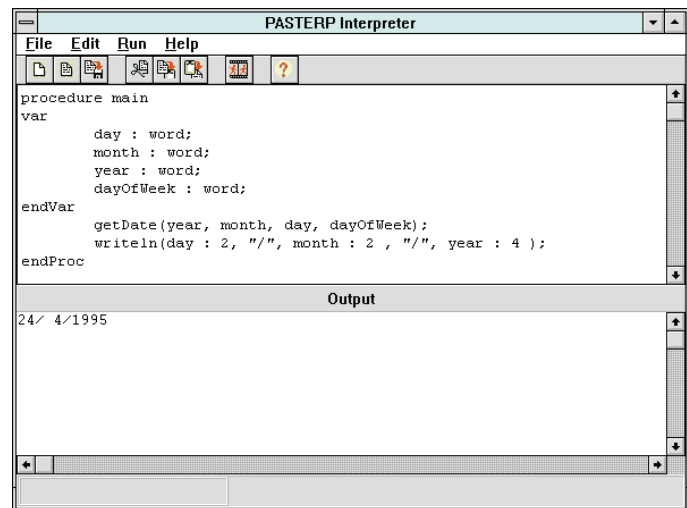 PASTERP Interpreter
File Edit Run Help
?
procedure main
var
        day : word;
        month : word;
        year : word;
        dayOfWeek : word;
endVar
        getDate(year, month, day, dayOfWeek);
        writeln(day : 2, "/", month : 2 , "/", year : 4 );
endProc
Output
24/ 4/1995